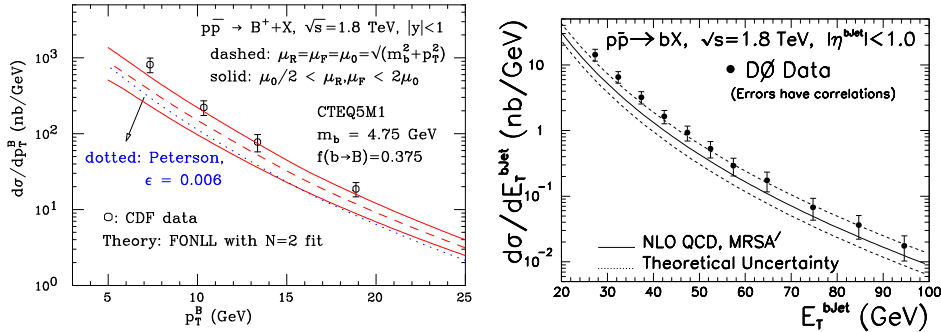 pp̄ → B⁺+X, √s=1.8 TeV, |y|<1
dashed: μ_R=μ_F=μ₀=√(m_b²+p_T²)
solid: μ₀/2 < μ_R,μ_F < 2μ₀
CTEQ5M1
m_b = 4.75 GeV
f(b→B)=0.375
dotted: Peterson,
ε = 0.006
○: CDF data
Theory: FONLL with N=2 fit
dσ/dp_T^B (nb/GeV)
10³
10²
10¹
10⁰
5 10 15 20 25
p_T^B (GeV)
pp̄→bX, √s=1.8 TeV, |η^bJet|<1.0
● DØ Data
(Errors have correlations)
NLO QCD, MRSA′
Theoretical Uncertainty
dσ/dE_T^bJet (nb/GeV)
10
1
10⁻¹
10⁻²
20 30 40 50 60 70 80 90 100
E_T^bJet (GeV)